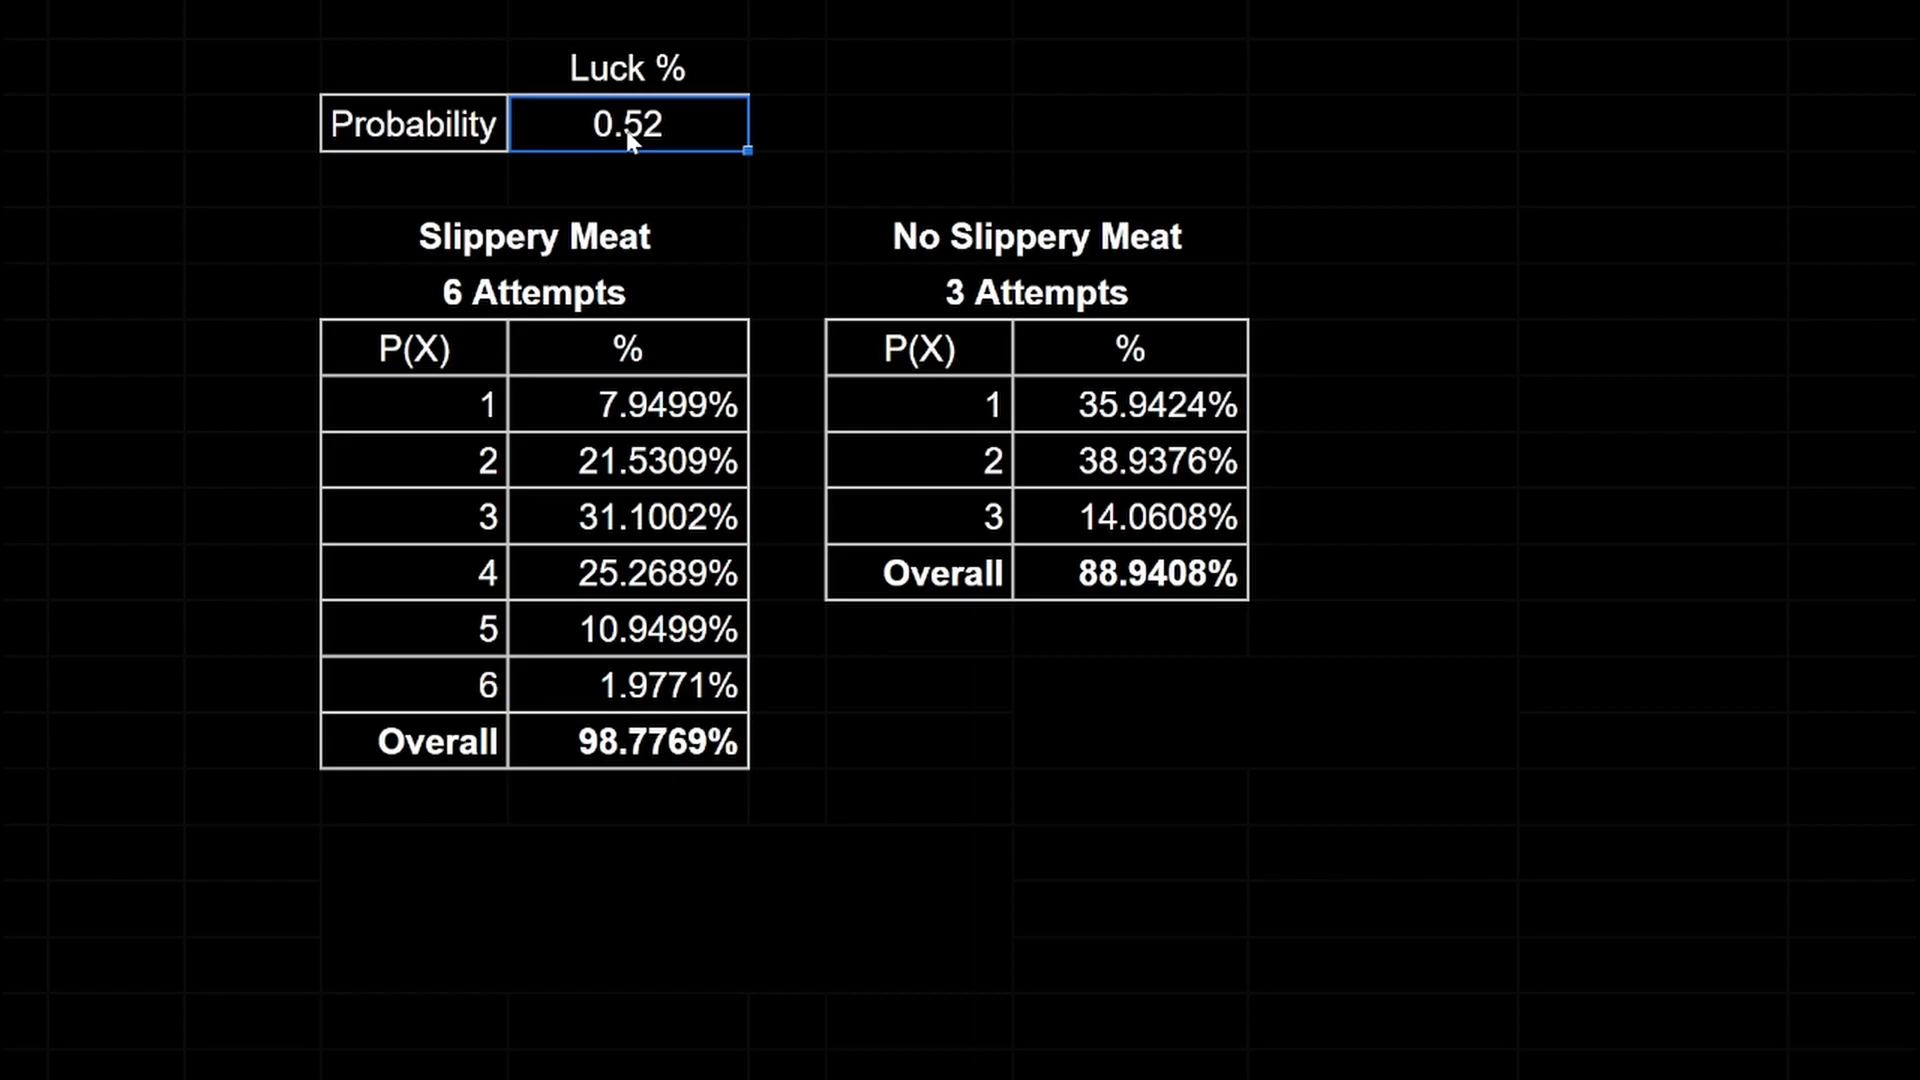 Luck %
Probability 0.52
Slippery Meat
6 Attempts
P(X) %
1 7.9499%
2 21.5309%
3 31.1002%
4 25.2689%
5 10.9499%
6 1.9771%
Overall 98.7769%
No Slippery Meat
3 Attempts
P(X) %
1 35.9424%
2 38.9376%
3 14.0608%
Overall 88.9408%